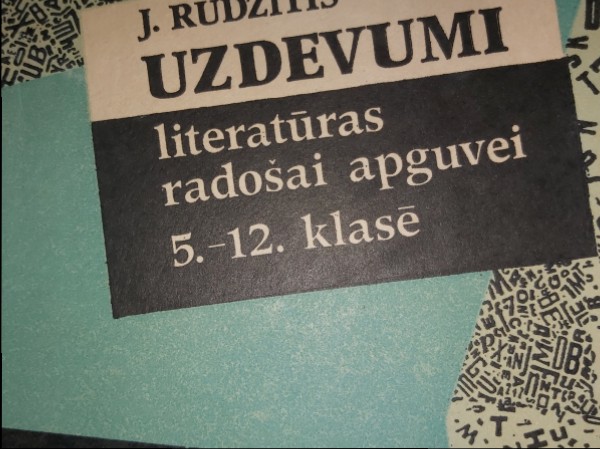 J. RUDZĪTIS
UZDEVUMI
literatūras
radošai apguvei
5.-12. klasē